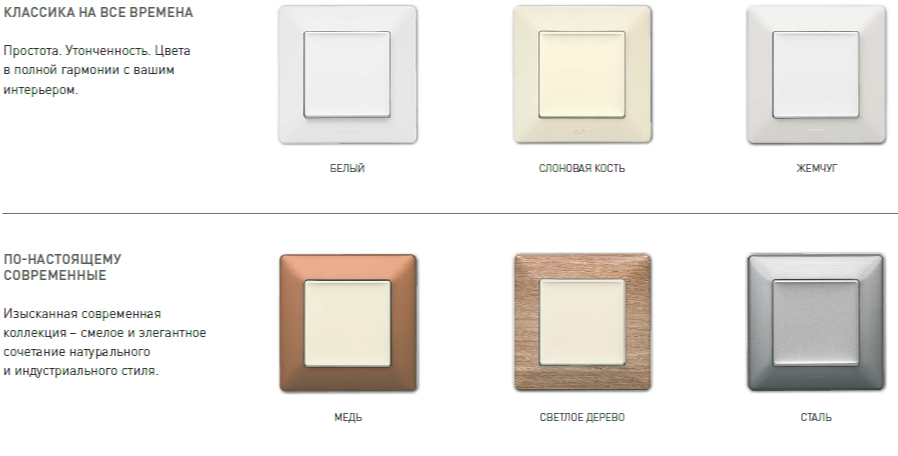 КЛАССИКА НА ВСЕ ВРЕМЕНА
Простота. Утонченность. Цвета
в полной гармонии с вашим
интерьером.
БЕЛЫЙ
СЛОНОВАЯ КОСТЬ
ЖЕМЧУГ
ПО-НАСТОЯЩЕМУ
СОВРЕМЕННЫЕ
Изысканная современная
коллекция – смелое и элегантное
сочетание натурального
и индустриального стиля.
МЕДЬ
СВЕТЛОЕ ДЕРЕВО
СТАЛЬ